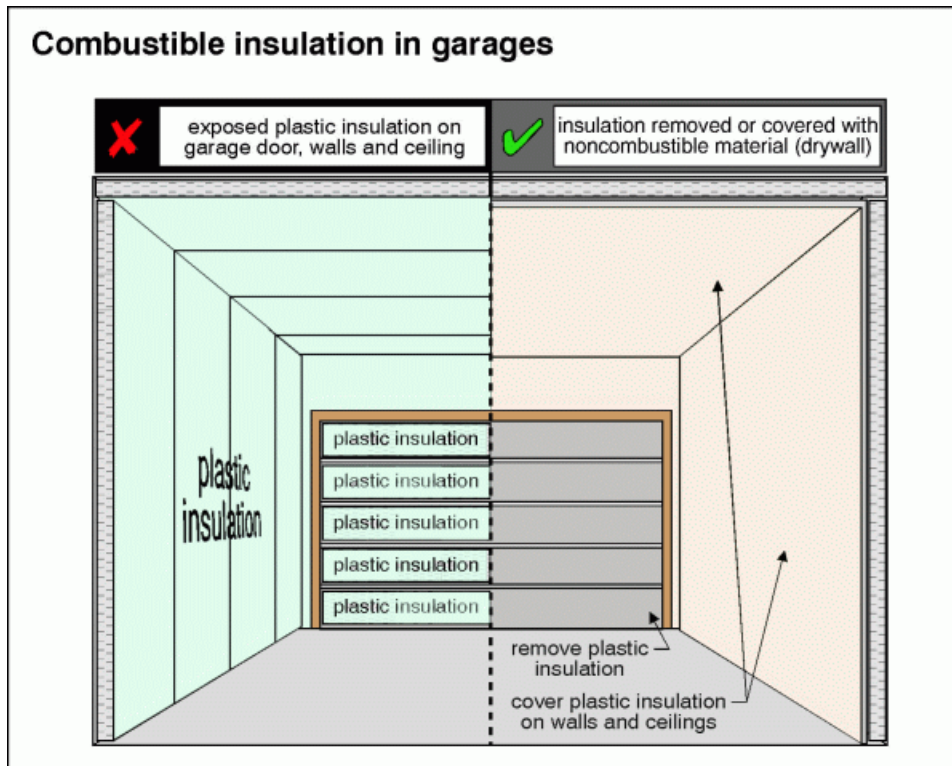 Combustible insulation in garages
exposed plastic insulation on
garage door, walls and ceiling
insulation removed or covered with
noncombustible material (drywall)
plastic
insulation
plastic insulation
plastic insulation
plastic insulation
plastic insulation
plastic insulation
remove plastic
insulation
cover plastic insulation
on walls and ceilings